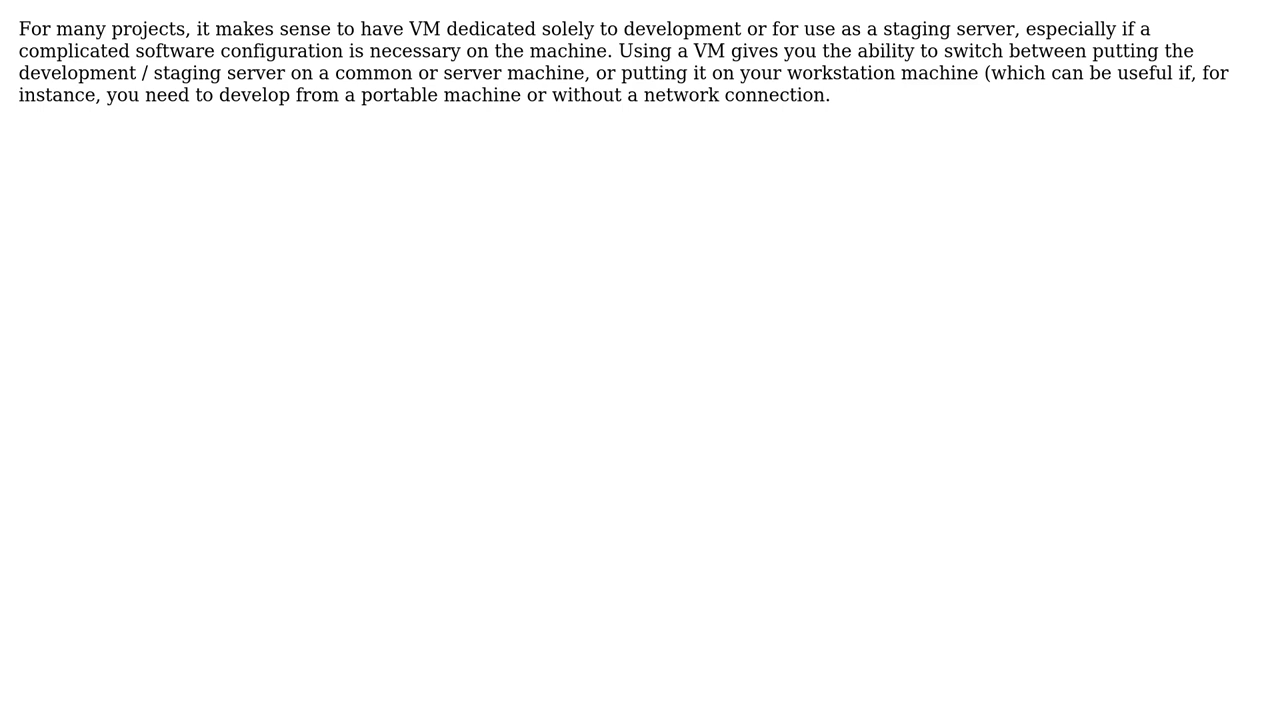 For many projects, it makes sense to have VM dedicated solely to development or for use as a staging server, especially if a
complicated software configuration is necessary on the machine. Using a VM gives you the ability to switch between putting the
development / staging server on a common or server machine, or putting it on your workstation machine (which can be useful if, for
instance, you need to develop from a portable machine or without a network connection.